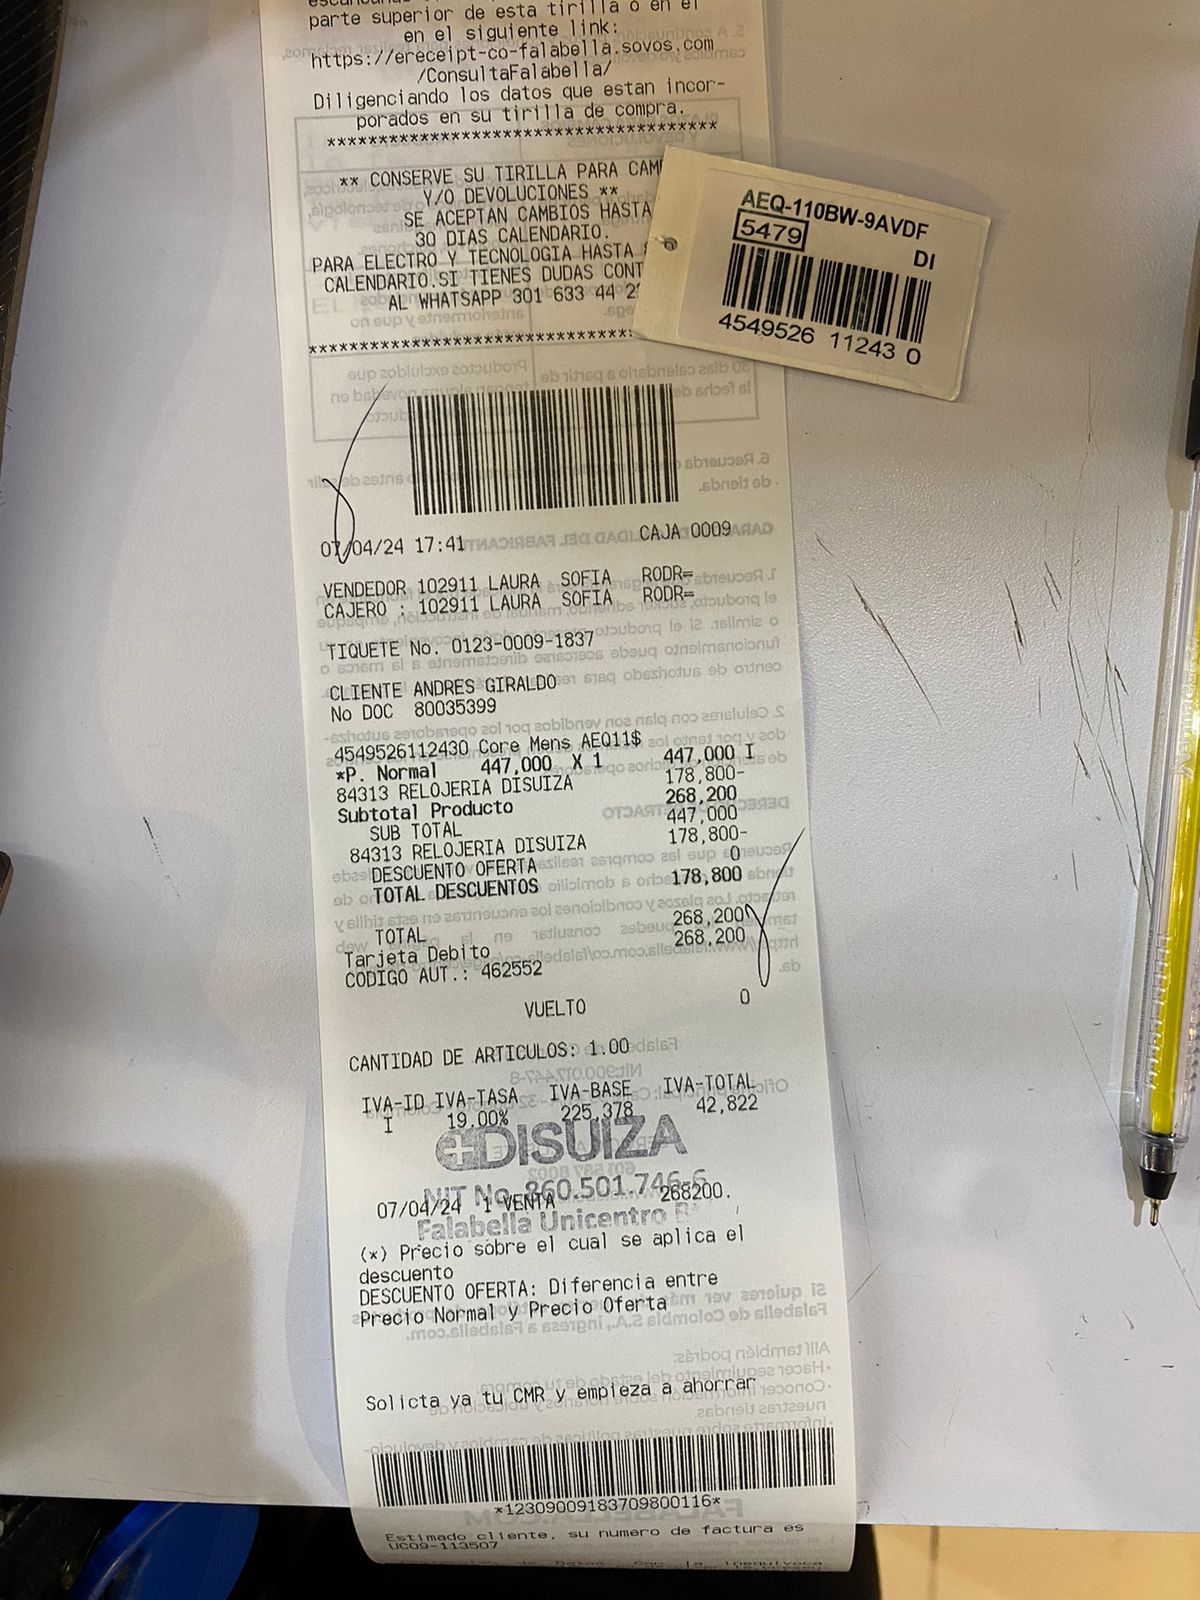 parte superior de esta tirilla o en el
en el siguiente link:
https://ereceipt-co-falabella.sovos.com
/ConsultaFalabella/
Diligenciando los datos que estan incor-
porados en su tirilla de compra.
****************************************
** CONSERVE SU TIRILLA PARA CAM
Y/O DEVOLUCIONES **
SE ACEPTAN CAMBIOS HASTA
30 DIAS CALENDARIO.
PARA ELECTRO Y TECNOLOGIA HASTA
CALENDARIO.SI TIENES DUDAS CONT
AL WHATSAPP 301 633 44 2
AEQ-110BW-9AVDF
5479
DI
4549526 11243 0
07/04/24 17:41 CAJA 0009
VENDEDOR 102911 LAURA SOFIA RODR=
CAJERO : 102911 LAURA SOFIA RODR=
TIQUETE No. 0123-0009-1837
CLIENTE ANDRES GIRALDO
No DOC 80035399
4549526112430 Core Mens AEQ11$
*P. Normal 447,000 X 1 447,000 I
84313 RELOJERIA DISUIZA 178,800-
Subtotal Producto 268,200
SUB TOTAL 447,000
84313 RELOJERIA DISUIZA 178,800-
DESCUENTO OFERTA 0
TOTAL DESCUENTOS 178,800
TOTAL 268,200
Tarjeta Debito 268,200
CODIGO AUT.: 462552
VUELTO 0
CANTIDAD DE ARTICULOS: 1.00
IVA-ID IVA-TASA IVA-BASE IVA-TOTAL
I 19.00% 225,378 42,822
DISUIZA
NIT No. 860.501.746-6
07/04/24 1 VENTA 268200.
Falabella Unicentro
(*) Precio sobre el cual se aplica el
descuento
DESCUENTO OFERTA: Diferencia entre
Precio Normal y Precio Oferta
Solicta ya tu CMR y empieza a ahorrar
*12309009183709800116*
Estimado cliente, su numero de factura es
UC09-113507